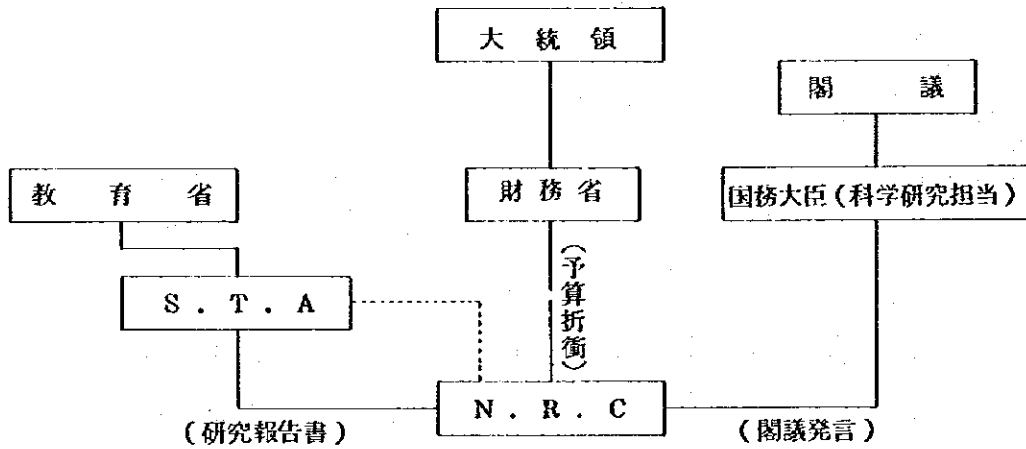 大統領
閣議
教育省
財務省
国務大臣(科学研究担当)
(予算折衝)
S.T.A
N.R.C
(研究報告書)
(閣議発言)